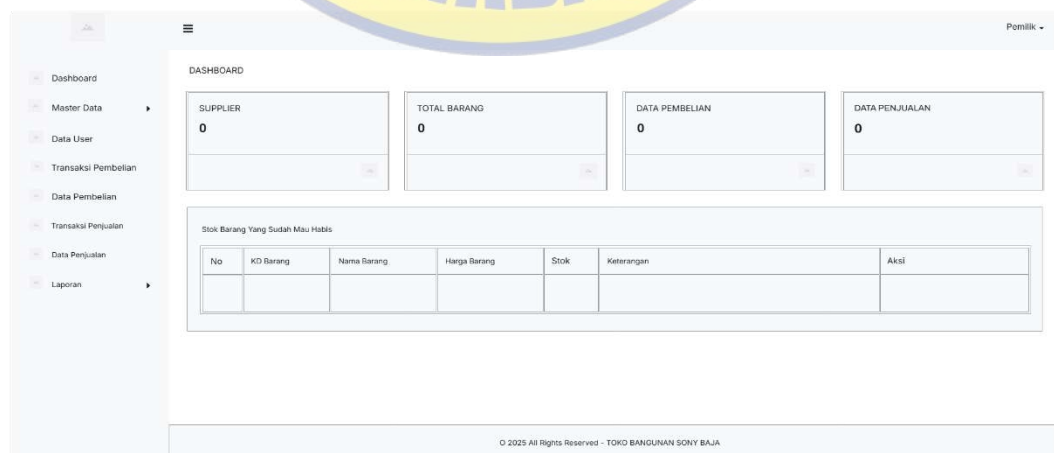 Pemilik
Dashboard
Master Data
Data User
Transaksi Pembelian
Data Pembelian
Transaksi Penjualan
Data Penjualan
Laporan
DASHBOARD
SUPPLIER
0
TOTAL BARANG
0
DATA PEMBELIAN
0
DATA PENJUALAN
0
Stok Barang Yang Sudah Mau Habis
No KD Barang Nama Barang Harga Barang Stok Keterangan Aksi
© 2025 All Rights Reserved - TOKO BANGUNAN SONY BAJA